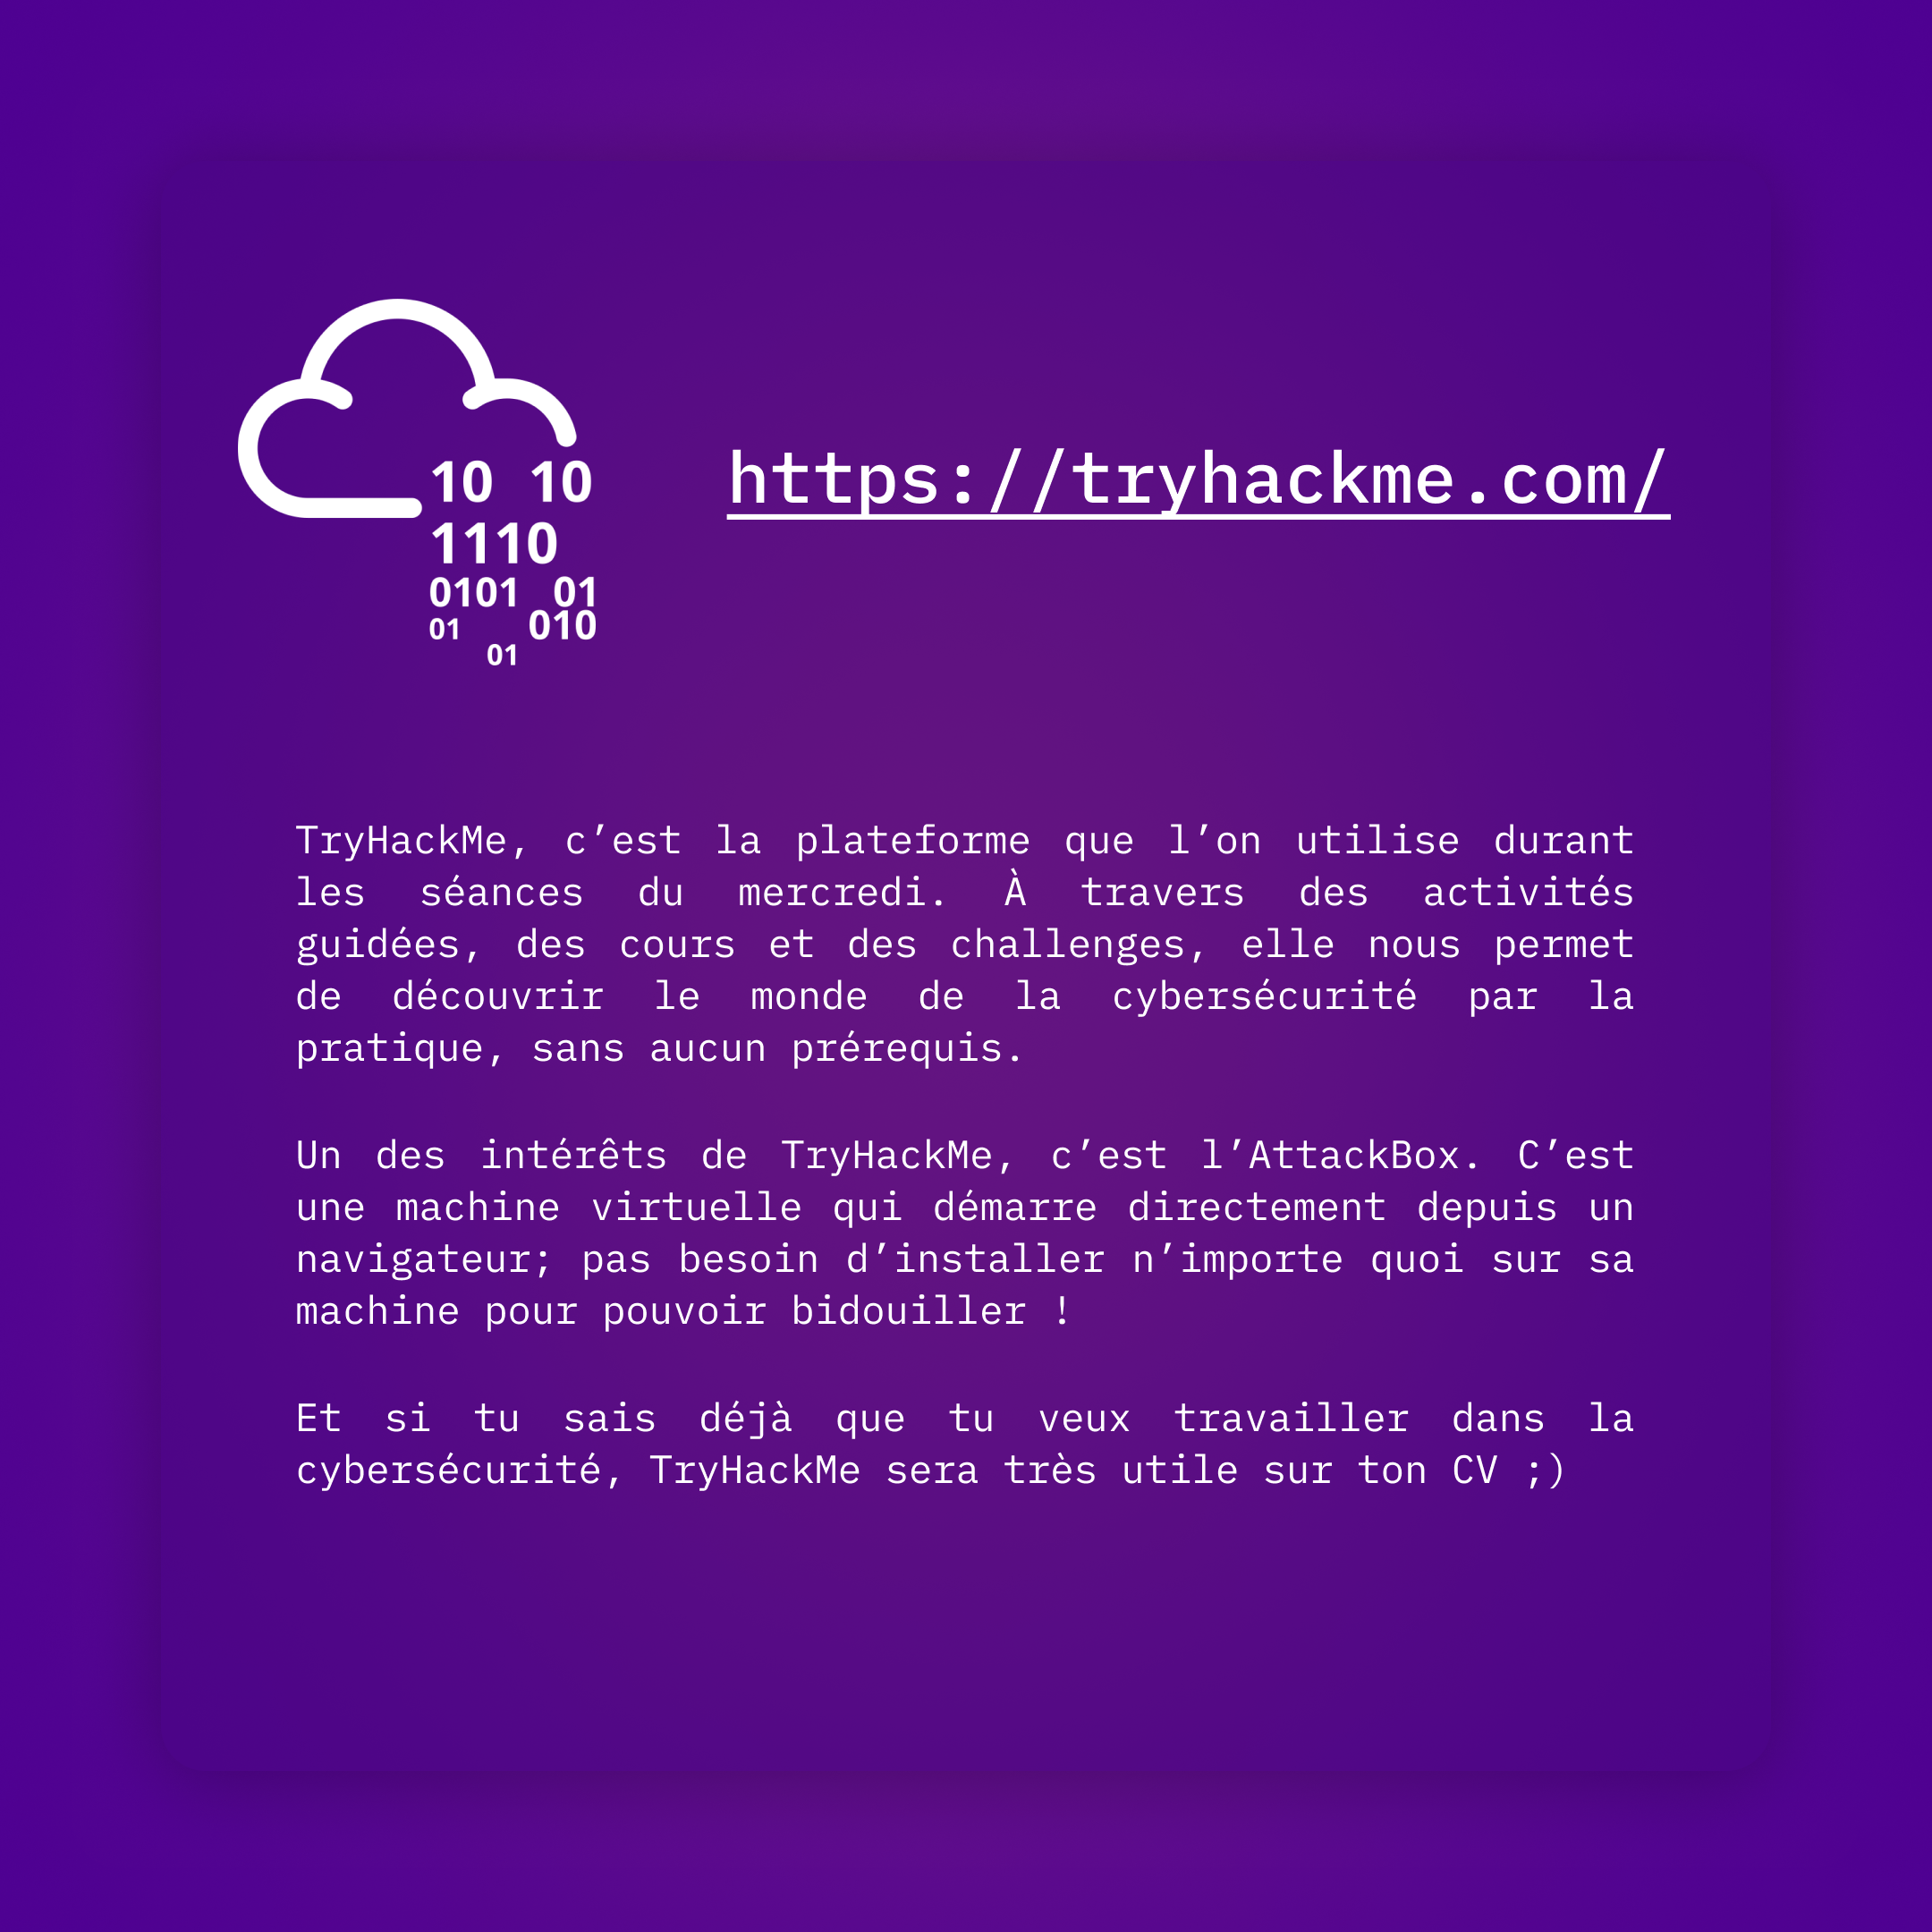 10 10
1110
0101 01
01 010
01
https://tryhackme.com/
TryHackMe, c’est la plateforme que l’on utilise durant
les séances du mercredi. À travers des activités
guidées, des cours et des challenges, elle nous permet
de découvrir le monde de la cybersécurité par la
pratique, sans aucun prérequis.
Un des intérêts de TryHackMe, c’est l’AttackBox. C’est
une machine virtuelle qui démarre directement depuis un
navigateur; pas besoin d’installer n’importe quoi sur sa
machine pour pouvoir bidouiller !
Et si tu sais déjà que tu veux travailler dans la
cybersécurité, TryHackMe sera très utile sur ton CV ;)